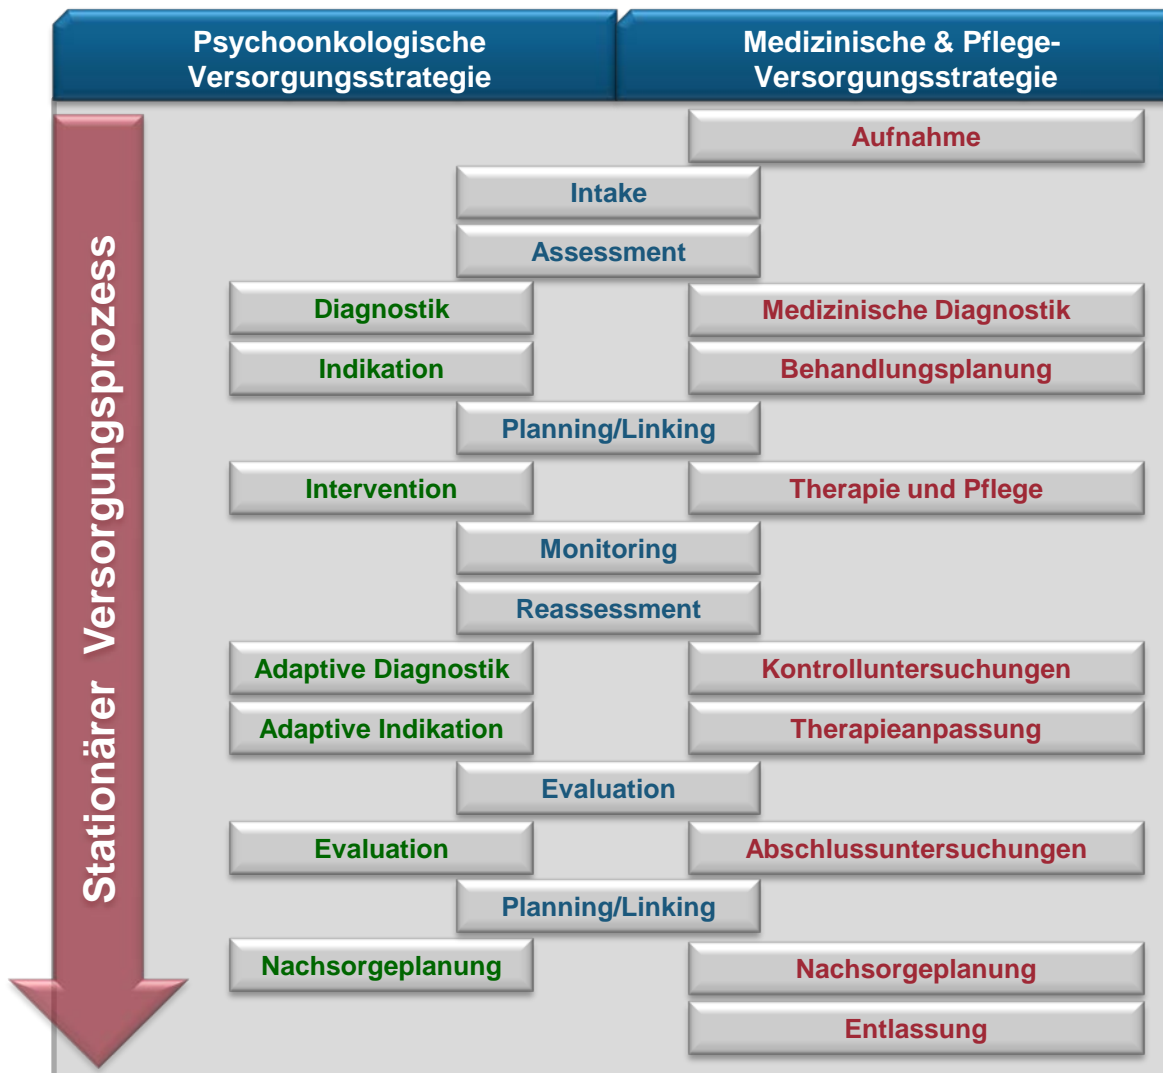 Psychoonkologische
Versorgungsstrategie
Medizinische & Pflege-
Versorgungsstrategie
Stationärer Versorgungsprozess
Aufnahme
Intake
Assessment
Diagnostik
Medizinische Diagnostik
Indikation
Behandlungsplanung
Planning/Linking
Intervention
Therapie und Pflege
Monitoring
Reassessment
Adaptive Diagnostik
Kontrolluntersuchungen
Adaptive Indikation
Therapieanpassung
Evaluation
Evaluation
Abschlussuntersuchungen
Planning/Linking
Nachsorgeplanung
Nachsorgeplanung
Entlassung